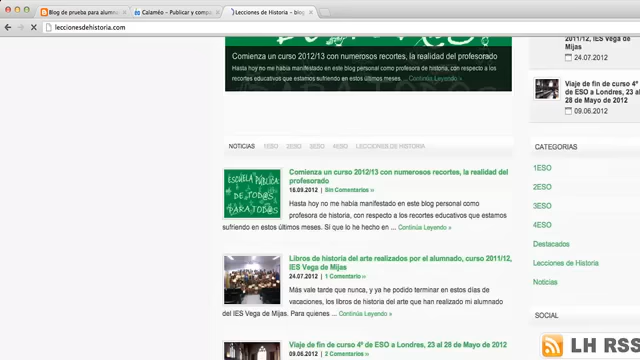 Blog de prueba para alumno
Calaméo - Publicar y compa
Lecciones de Historia – blog
leccionesdehistoria.com
Comienza un curso 2012/13 con numerosos recortes, la realidad del profesorado
Hasta hoy no me había manifestado en este blog personal como profesora de historia, con respecto a los
recortes educativos que estamos sufriendo en estos últimos meses. ... Continúa Leyendo »
2011/12, IES Vega de
Mijas
24.07.2012
Viaje de fin de curso 4º
de ESO a Londres, 23 al
28 de Mayo de 2012
09.06.2012
NOTICIAS 1ESO 2ESO 3ESO 4ESO LECCIONES DE HISTORIA
ESCUELA PÚBLICA
DE TOD@S
PARA TOD@S
Comienza un curso 2012/13 con numerosos recortes, la realidad del
profesorado
16.09.2012 | Sin Comentarios »
Hasta hoy no me había manifestado en este blog personal como
profesora de historia, con respecto a los recortes educativos que estamos
sufriendo en estos últimos meses. Sí que lo he hecho en ... Continúa Leyendo »
Libros de historia del arte realizados por el alumnado, curso 2011/12,
IES Vega de Mijas
24.07.2012 | 1 Comentario »
Más vale tarde que nunca, y ya he podido terminar en estos días de
vacaciones, los libros de historia del arte que han realizado mi alumnado
del IES Vega de Mijas. Para quienes ... Continúa Leyendo »
Viaje de fin de curso 4º de ESO a Londres, 23 al 28 de Mayo de 2012
09.06.2012 | 2 Comentarios »
CATEGORIAS
1ESO
2ESO
3ESO
4ESO
Destacados
Lecciones de Historia
Noticias
SOCIAL
LH RSS